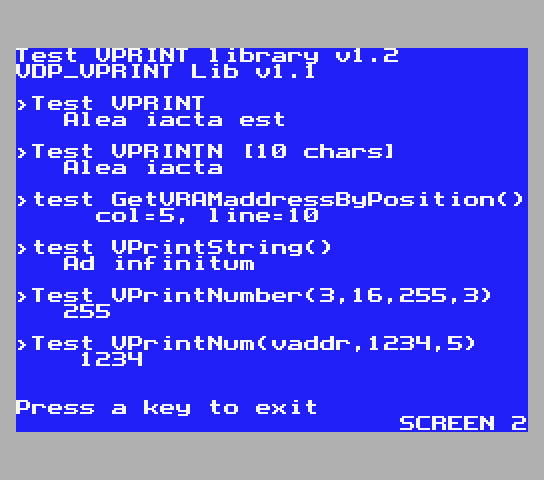 Test VPRINT library v1.2
VDP_VPRINT Lib v1.1
>Test VPRINT
Alea iacta est
>Test VPRINTN [10 chars]
Alea iacta
>test GetVRAMaddressByPosition()
col=5, line=10
>test VPrintString()
Ad infinitum
>Test VPrintNumber(3,16,255,3)
255
>Test VPrintNum(vaddr,1234,5)
1234
Press a key to exit
SCREEN 2